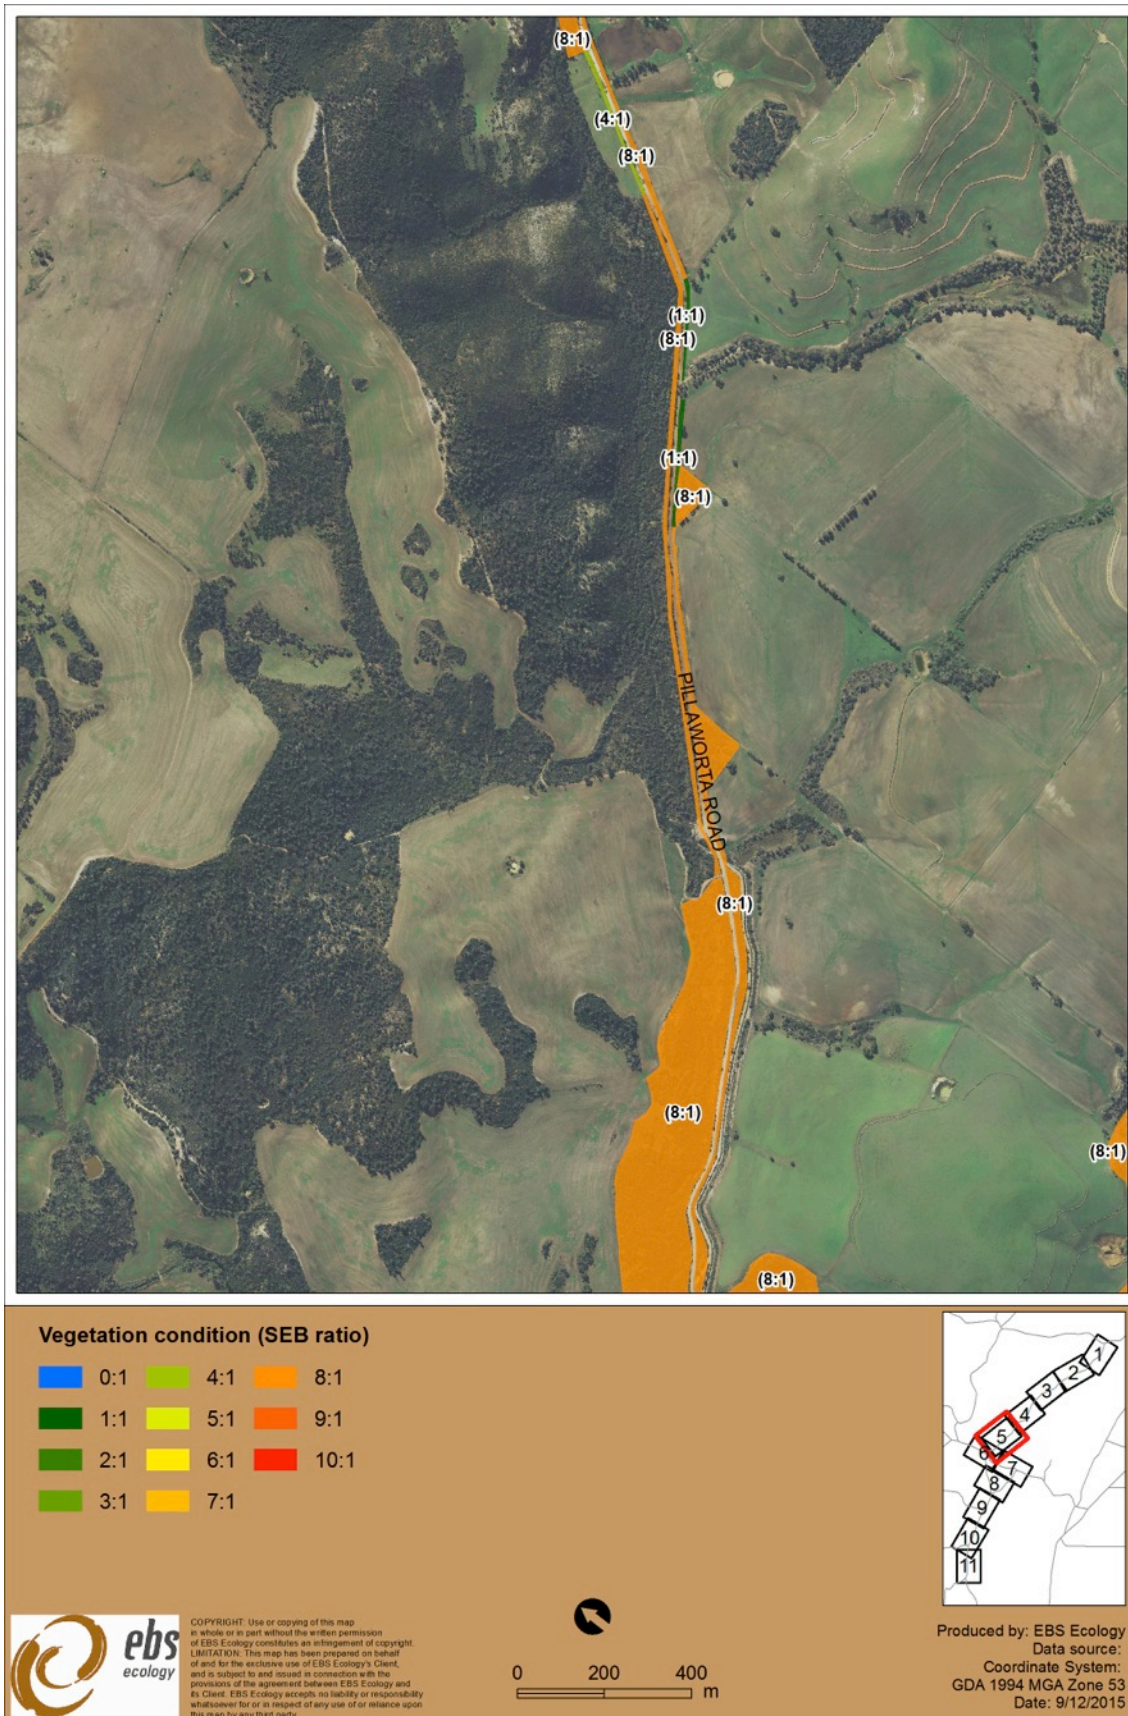 (8:1)
(4:1)
(8:1)
(1:1)
(8:1)
(1:1)
(8:1)
PILLAWORTA ROAD
(8:1)
(8:1)
(8:1)
(8:1)
Vegetation condition (SEB ratio)
0:1 4:1 8:1
1:1 5:1 9:1
2:1 6:1 10:1
3:1 7:1
1
2
3
4
5
6
7
8
9
10
11
ebs
ecology
COPYRIGHT: Use or copying of this map
in whole or in part without the written permission
of EBS Ecology constitutes an infringement of copyright.
LIMITATION: This map has been prepared on behalf
of and for the exclusive use of EBS Ecology's Client,
and is subject to and issued in connection with the
provisions of the agreement between EBS Ecology and
its Client. EBS Ecology accepts no liability or responsibility
whatsoever for or in respect of any use of or reliance upon
this map by any third party.
0 200 400
m
Produced by: EBS Ecology
Data source:
Coordinate System:
GDA 1994 MGA Zone 53
Date: 9/12/2015